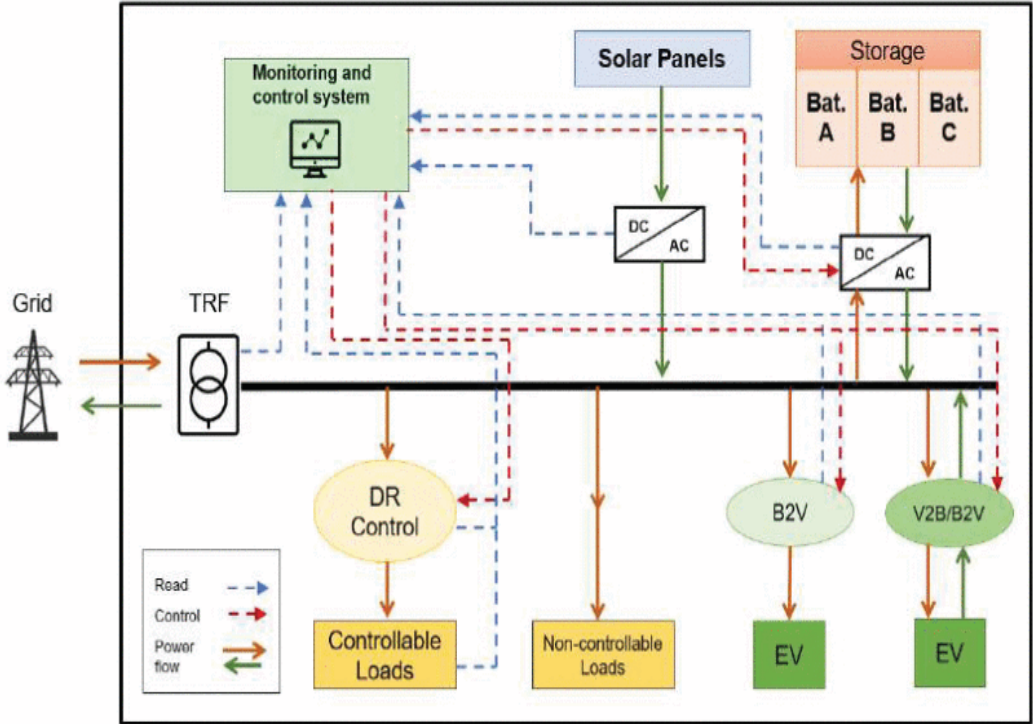 Monitoring and
control system
Solar Panels
Storage
Bat.
A
Bat.
B
Bat.
C
DC
AC
DC
AC
Grid
TRF
DR
Control
B2V
V2B/B2V
Read
Control
Power
flow
Controllable
Loads
Non-controllable
Loads
EV
EV